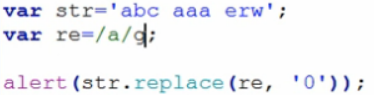 var str='abc aaa erw';
var re=/a/g;
alert(str.replace(re, '0'));